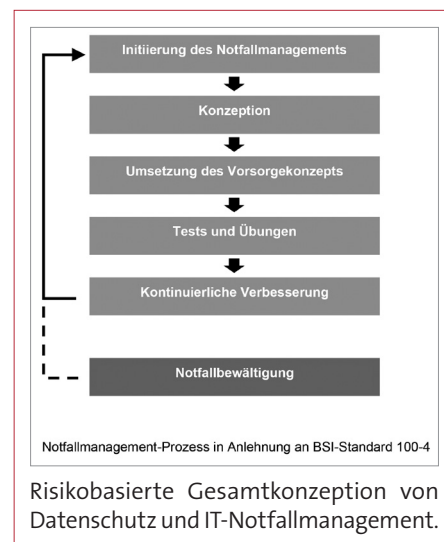 Initiierung des Notfallmanagements
Konzeption
Umsetzung des Vorsorgekonzepts
Tests und Übungen
Kontinuierliche Verbesserung
Notfallbewältigung
Notfallmanagement-Prozess in Anlehnung an BSI-Standard 100-4
Risikobasierte Gesamtkonzeption von
Datenschutz und IT-Notfallmanagement.